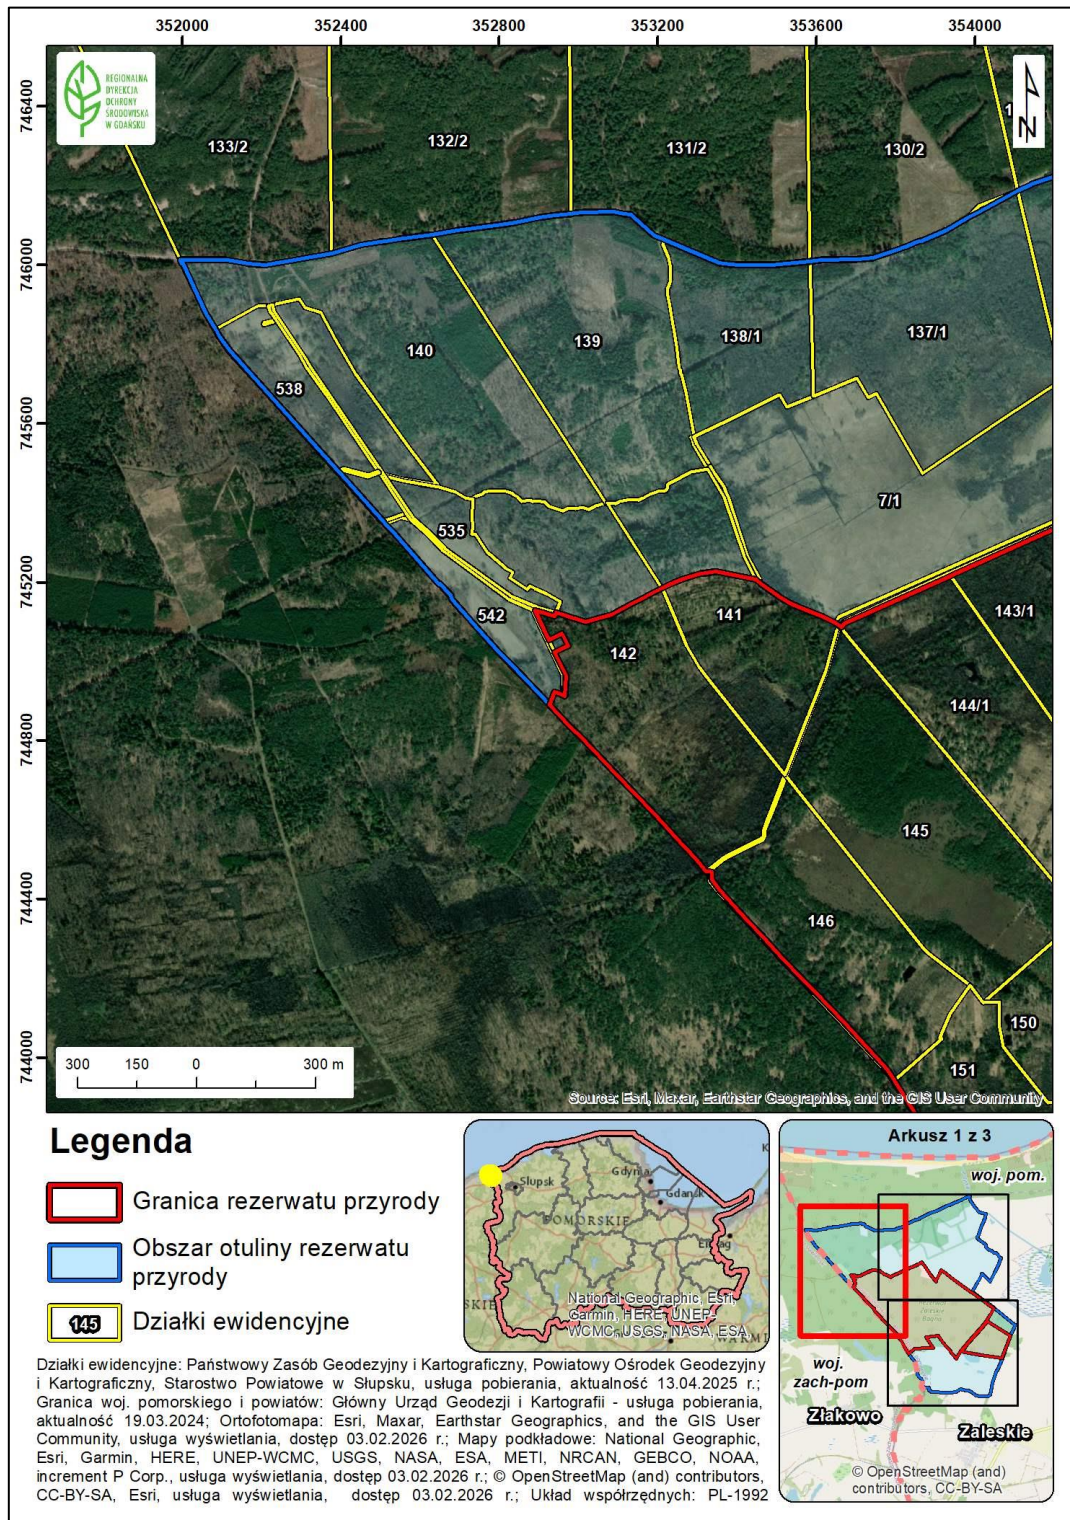 352000 352400 352800 353200 353600 354000
746400
746000
745600
745200
744800
744400
744000
REGIONALNA
DYREKCJA
OCHRONY
ŚRODOWISKA
W GDAŃSKU
N
133/2
132/2
131/2
130/2
140
139
138/1
137/1
538
7/1
535
542
141
142
143/1
144/1
145
146
150
151
300 150 0 300 m
Source: Esri, Maxar, Earthstar Geographics, and the GIS User Community
Legenda
Granica rezerwatu przyrody
Obszar otuliny rezerwatu
przyrody
145
Działki ewidencyjne
Gdynia
Słupsk
Gdańsk
POMORSKIE
Elbląg
SKIE
WARMI
National Geographic, Esri,
Garmin, HERE, UNEP-
WCMC, USGS, NASA, ESA
Arkusz 1 z 3
woj. pom.
woj.
zach-pom
Złakowo
Zaleskie
© OpenStreetMap (and)
contributors, CC-BY-SA
Działki ewidencyjne: Państwowy Zasób Geodezyjny i Kartograficzny, Powiatowy Ośrodek Geodezyjny
i Kartograficzny, Starostwo Powiatowe w Słupsku, usługa pobierania, aktualność 13.04.2025 r.;
Granica woj. pomorskiego i powiatów: Główny Urząd Geodezji i Kartografii - usługa pobierania,
aktualność 19.03.2024; Ortofotomapa: Esri, Maxar, Earthstar Geographics, and the GIS User
Community, usługa wyświetlania, dostęp 03.02.2026 r.; Mapy podkładowe: National Geographic,
Esri, Garmin, HERE, UNEP-WCMC, USGS, NASA, ESA, METI, NRCAN, GEBCO, NOAA,
increment P Corp., usługa wyświetlania, dostęp 03.02.2026 r.; © OpenStreetMap (and) contributors,
CC-BY-SA, Esri, usługa wyświetlania, dostęp 03.02.2026 r.; Układ współrzędnych: PL-1992